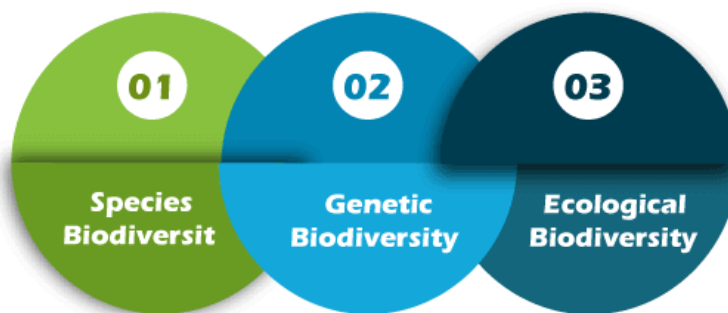 01
Species
Biodiversit
02
Genetic
Biodiversity
03
Ecological
Biodiversity